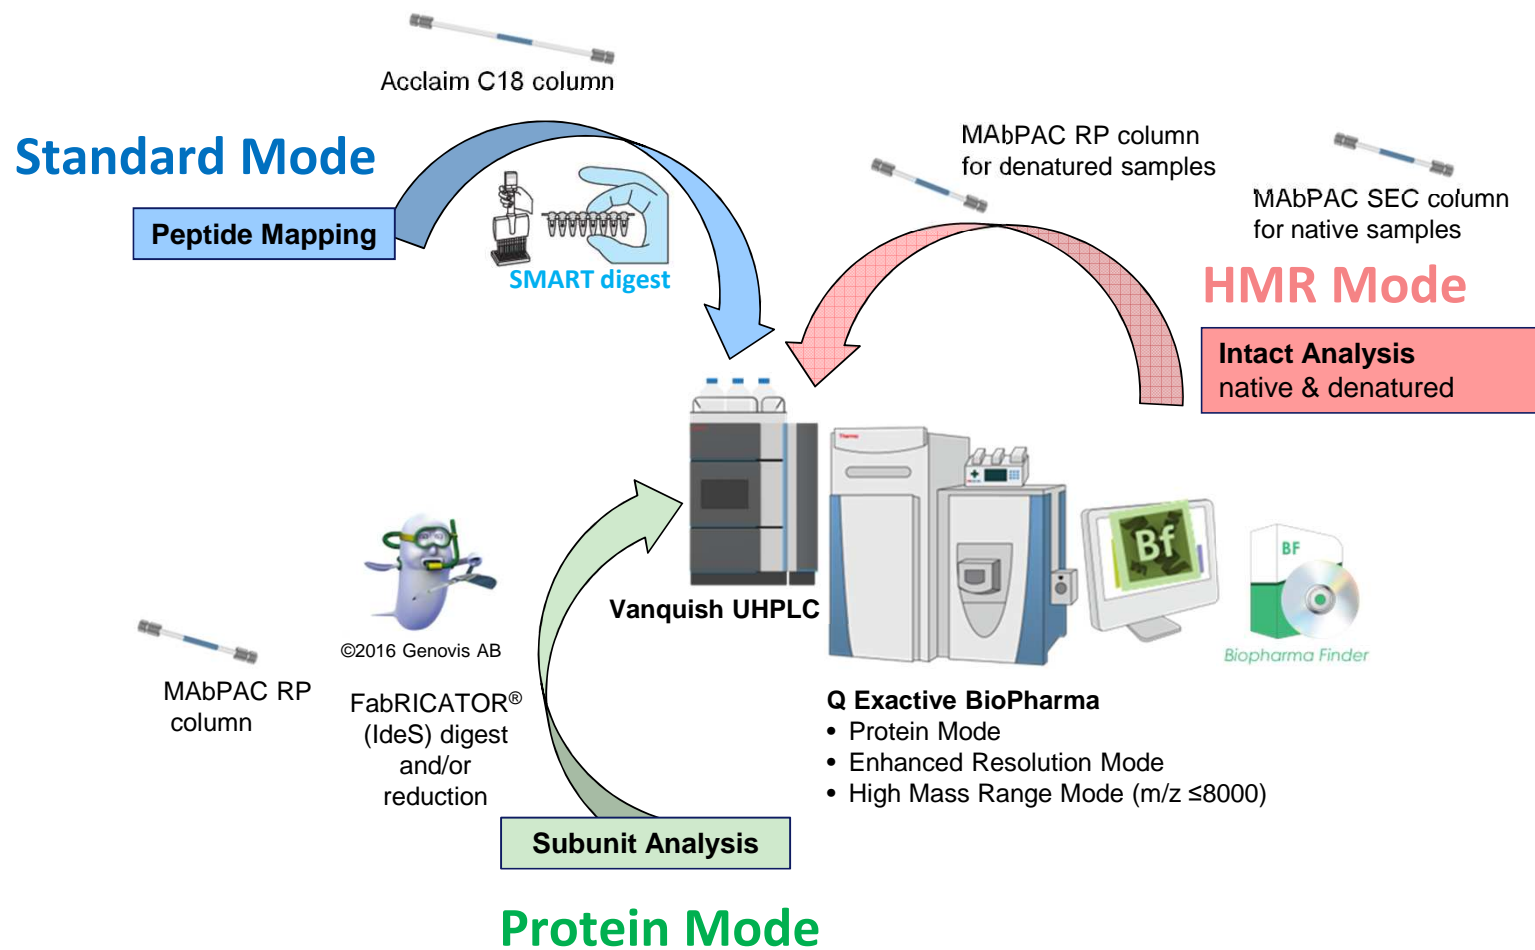 Acclaim C18 column
Standard Mode
Peptide Mapping
SMART digest
MAbPAC RP column
for denatured samples
MAbPAC SEC column
for native samples
HMR Mode
Intact Analysis
native & denatured
Thermo
Bf
BF
Biopharma Finder
Vanquish UHPLC
©2016 Genovis AB
MAbPAC RP
column
FabRICATOR®
(IdeS) digest
and/or
reduction
Q Exactive BioPharma
• Protein Mode
• Enhanced Resolution Mode
• High Mass Range Mode (m/z ≤8000)
Subunit Analysis
Protein Mode